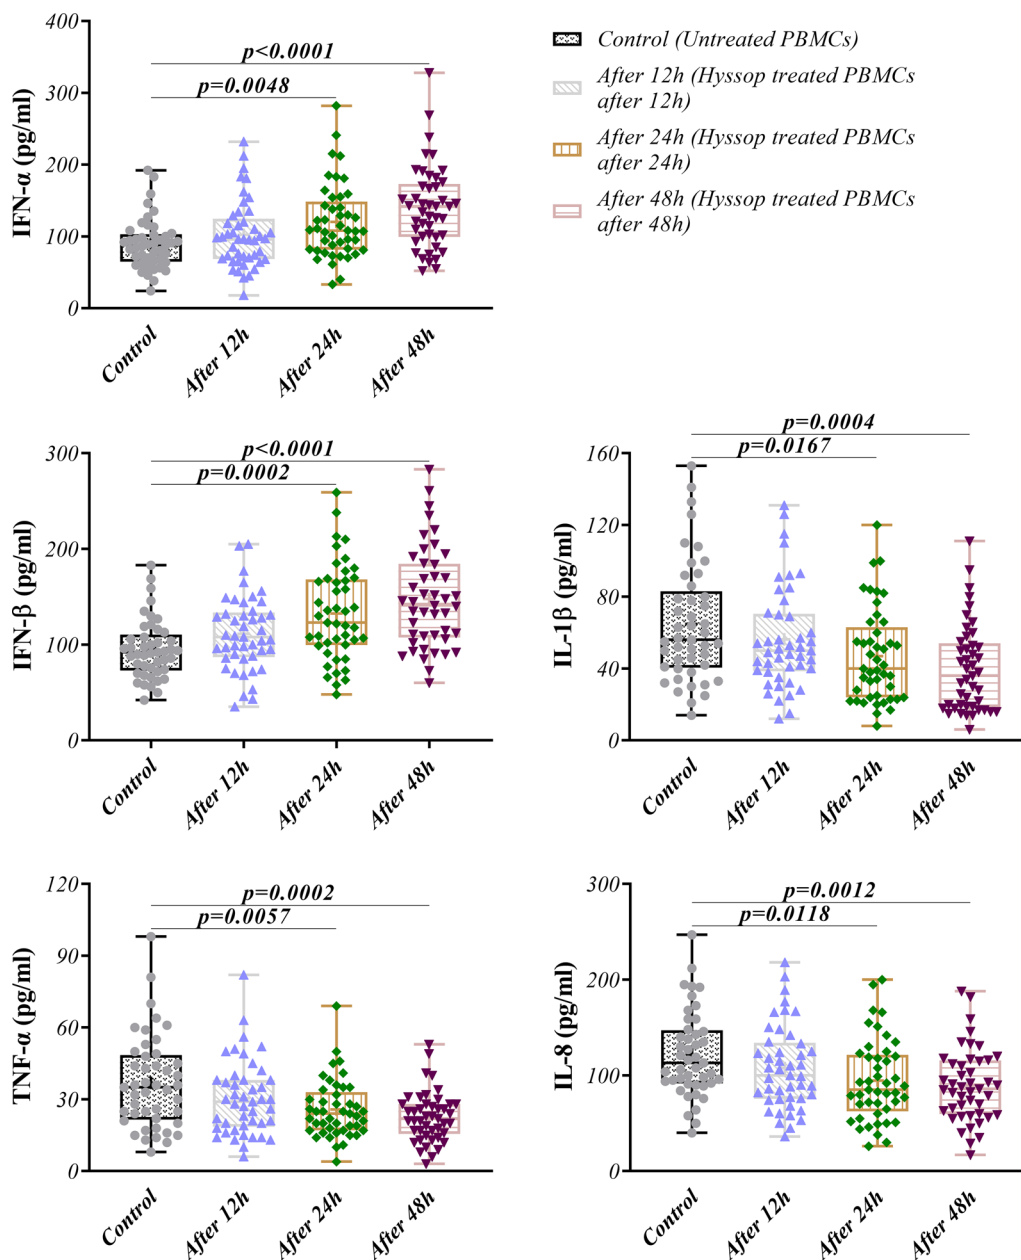 400
300
200
100
0
IFN-α (pg/ml)
p<0.0001
p=0.0048
Control
After 12h
After 24h
After 48h
Control (Untreated PBMCs)
After 12h (Hyssop treated PBMCs
after 12h)
After 24h (Hyssop treated PBMCs
after 24h)
After 48h (Hyssop treated PBMCs
after 48h)
300
200
100
0
IFN-β (pg/ml)
p<0.0001
p=0.0002
Control
After 12h
After 24h
After 48h
160
120
80
40
0
IL-1β (pg/ml)
p=0.0004
p=0.0167
Control
After 12h
After 24h
After 48h
120
90
60
30
0
TNF-α (pg/ml)
p=0.0002
p=0.0057
Control
After 12h
After 24h
After 48h
300
200
100
0
IL-8 (pg/ml)
p=0.0012
p=0.0118
Control
After 12h
After 24h
After 48h